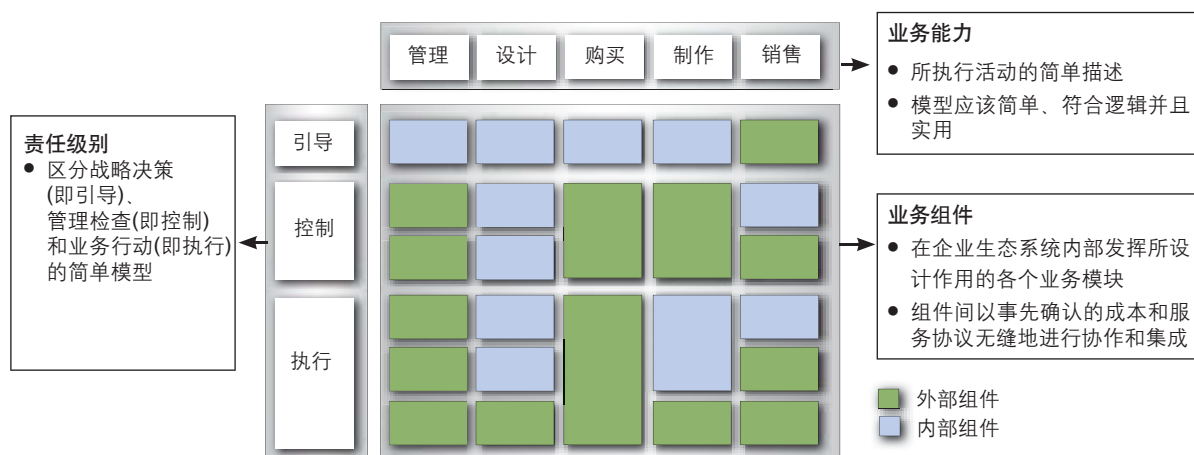 管理 设计 购买 制作 销售
业务能力
● 所执行活动的简单描述
● 模型应该简单、符合逻辑并且
实用
责任级别
● 区分战略决策
(即引导)、
管理检查(即控制)
和业务行动(即执行)
的简单模型
引导
控制
执行
业务组件
● 在企业生态系统内部发挥所设
计作用的各个业务模块
● 组件间以事先确认的成本和服
务协议无缝地进行协作和集成
外部组件
内部组件